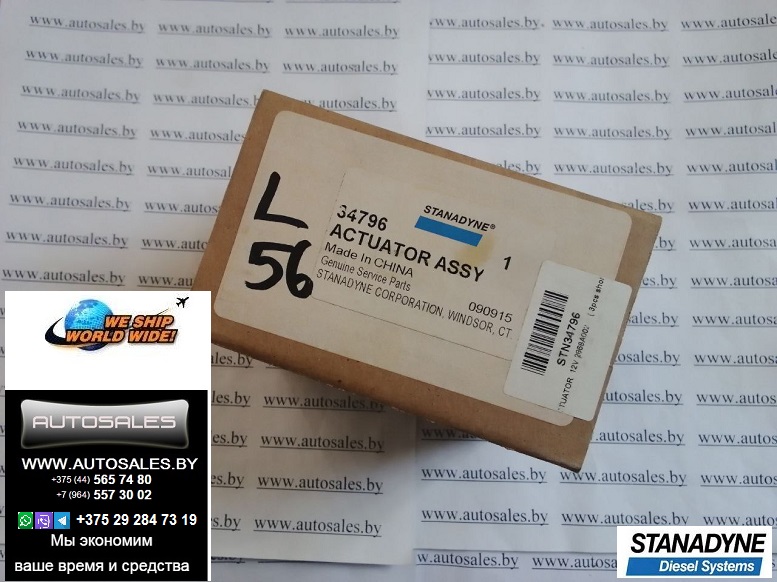 L
56
34796
STANADYNE®
ACTUATOR ASSY
1
Made In CHINA
Genuine Service Parts
090915
STANADYNE CORPORATION, WINDSOR, CT.
STN34796
12V
WE SHIP
WORLD WIDE!
AUTOSALES
WWW.AUTOSALES.BY
+375 (44) 565 74 80
+7 (964) 557 30 02
+375 29 284 73 19
Мы экономим
ваше время и средства
STANADYNE
Diesel Systems
www.autosales.by